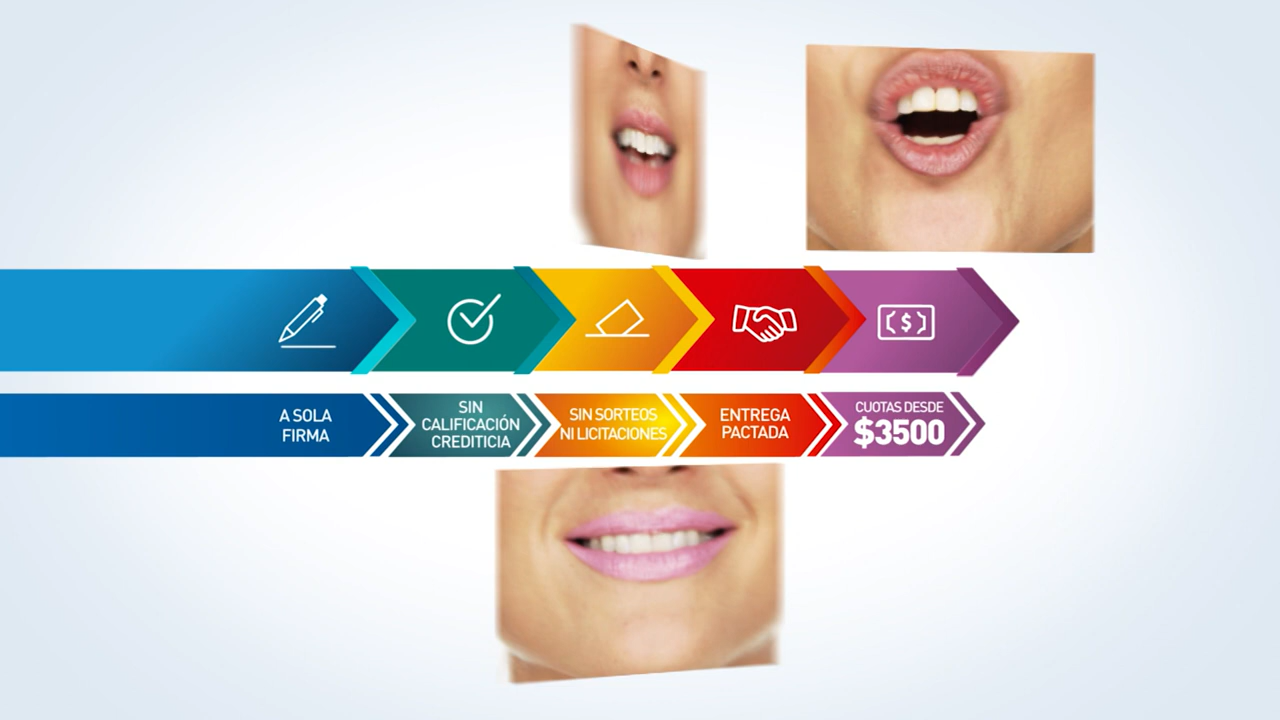 A SOLA
FIRMA
SIN
CALIFICACIÓN
CREDITICIA
SIN SORTEOS
NI LICITACIONES
ENTREGA
PACTADA
CUOTAS DESDE
$3500